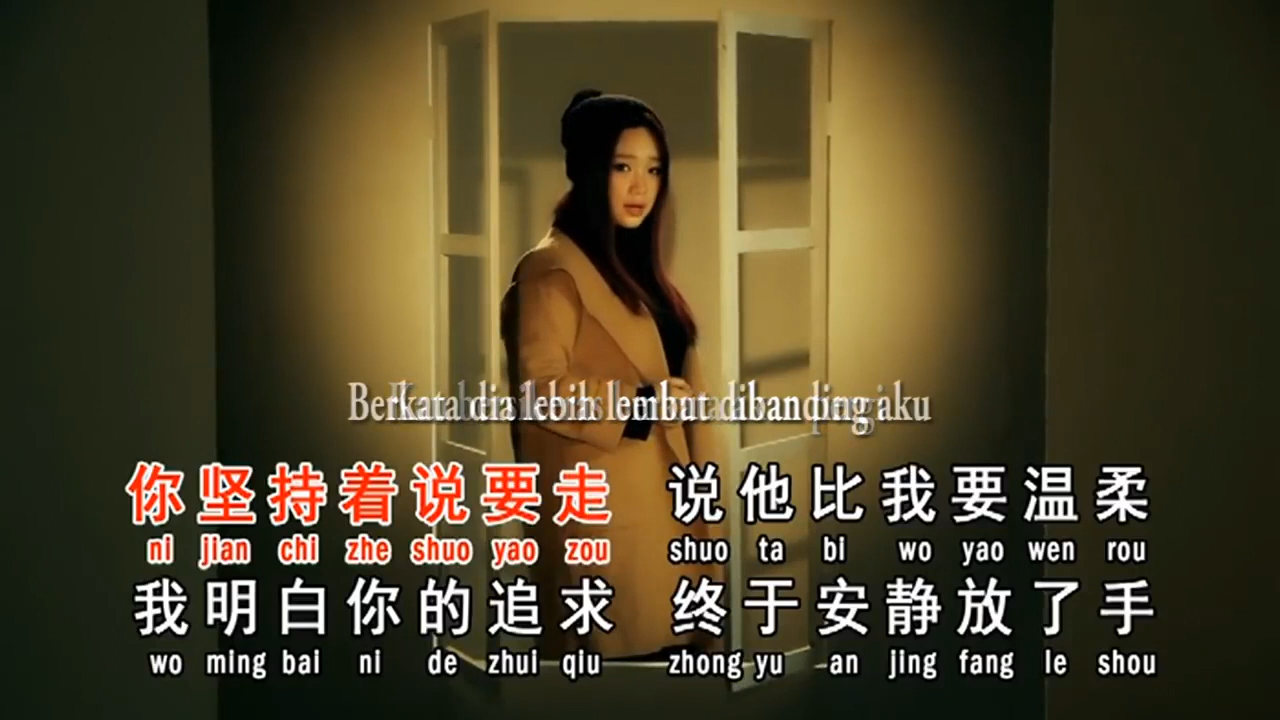 Berkata dia lebih lembut dibanding aku
你坚持着说要走 说他比我要温柔
ni jian chi zhe shuo yao zou shuo ta bi wo yao wen rou
我明白你的追求 终于安静放了手
wo ming bai ni de zhui qiu zhong yu an jing fang le shou